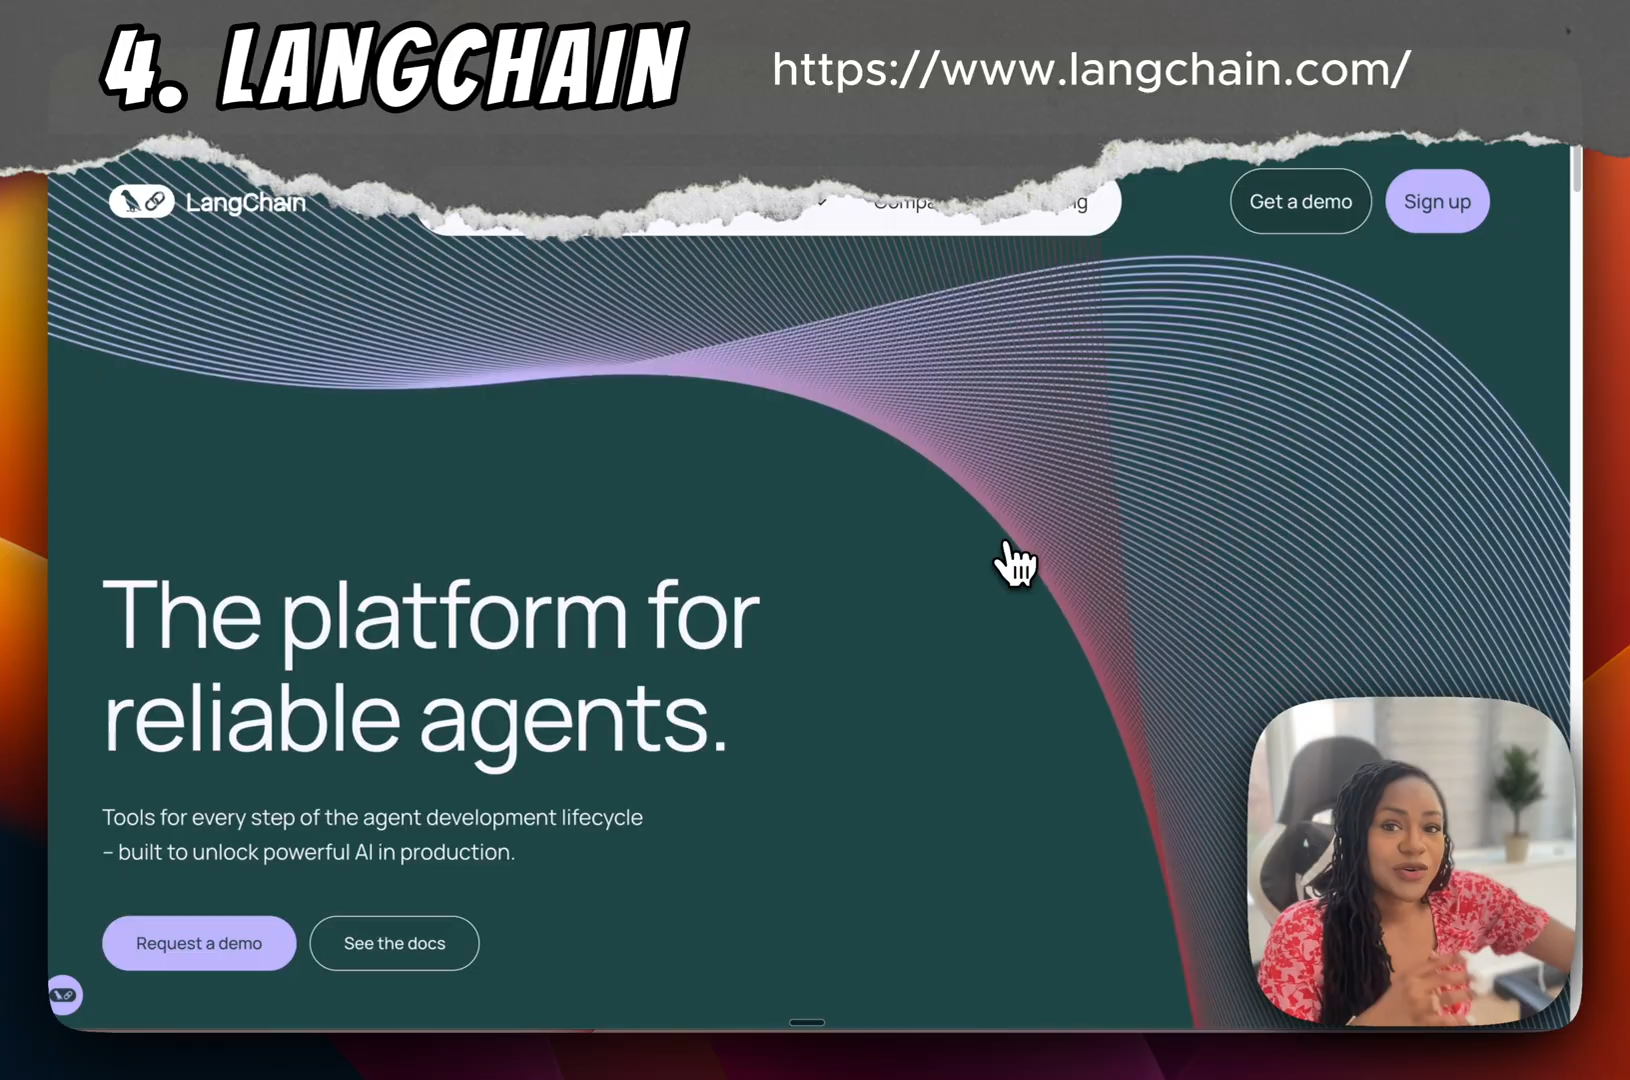 4. LANGCHAIN
https://www.langchain.com/
LangChain
Get a demo
Sign up
The platform for
reliable agents.
Tools for every step of the agent development lifecycle
– built to unlock powerful AI in production.
Request a demo
See the docs